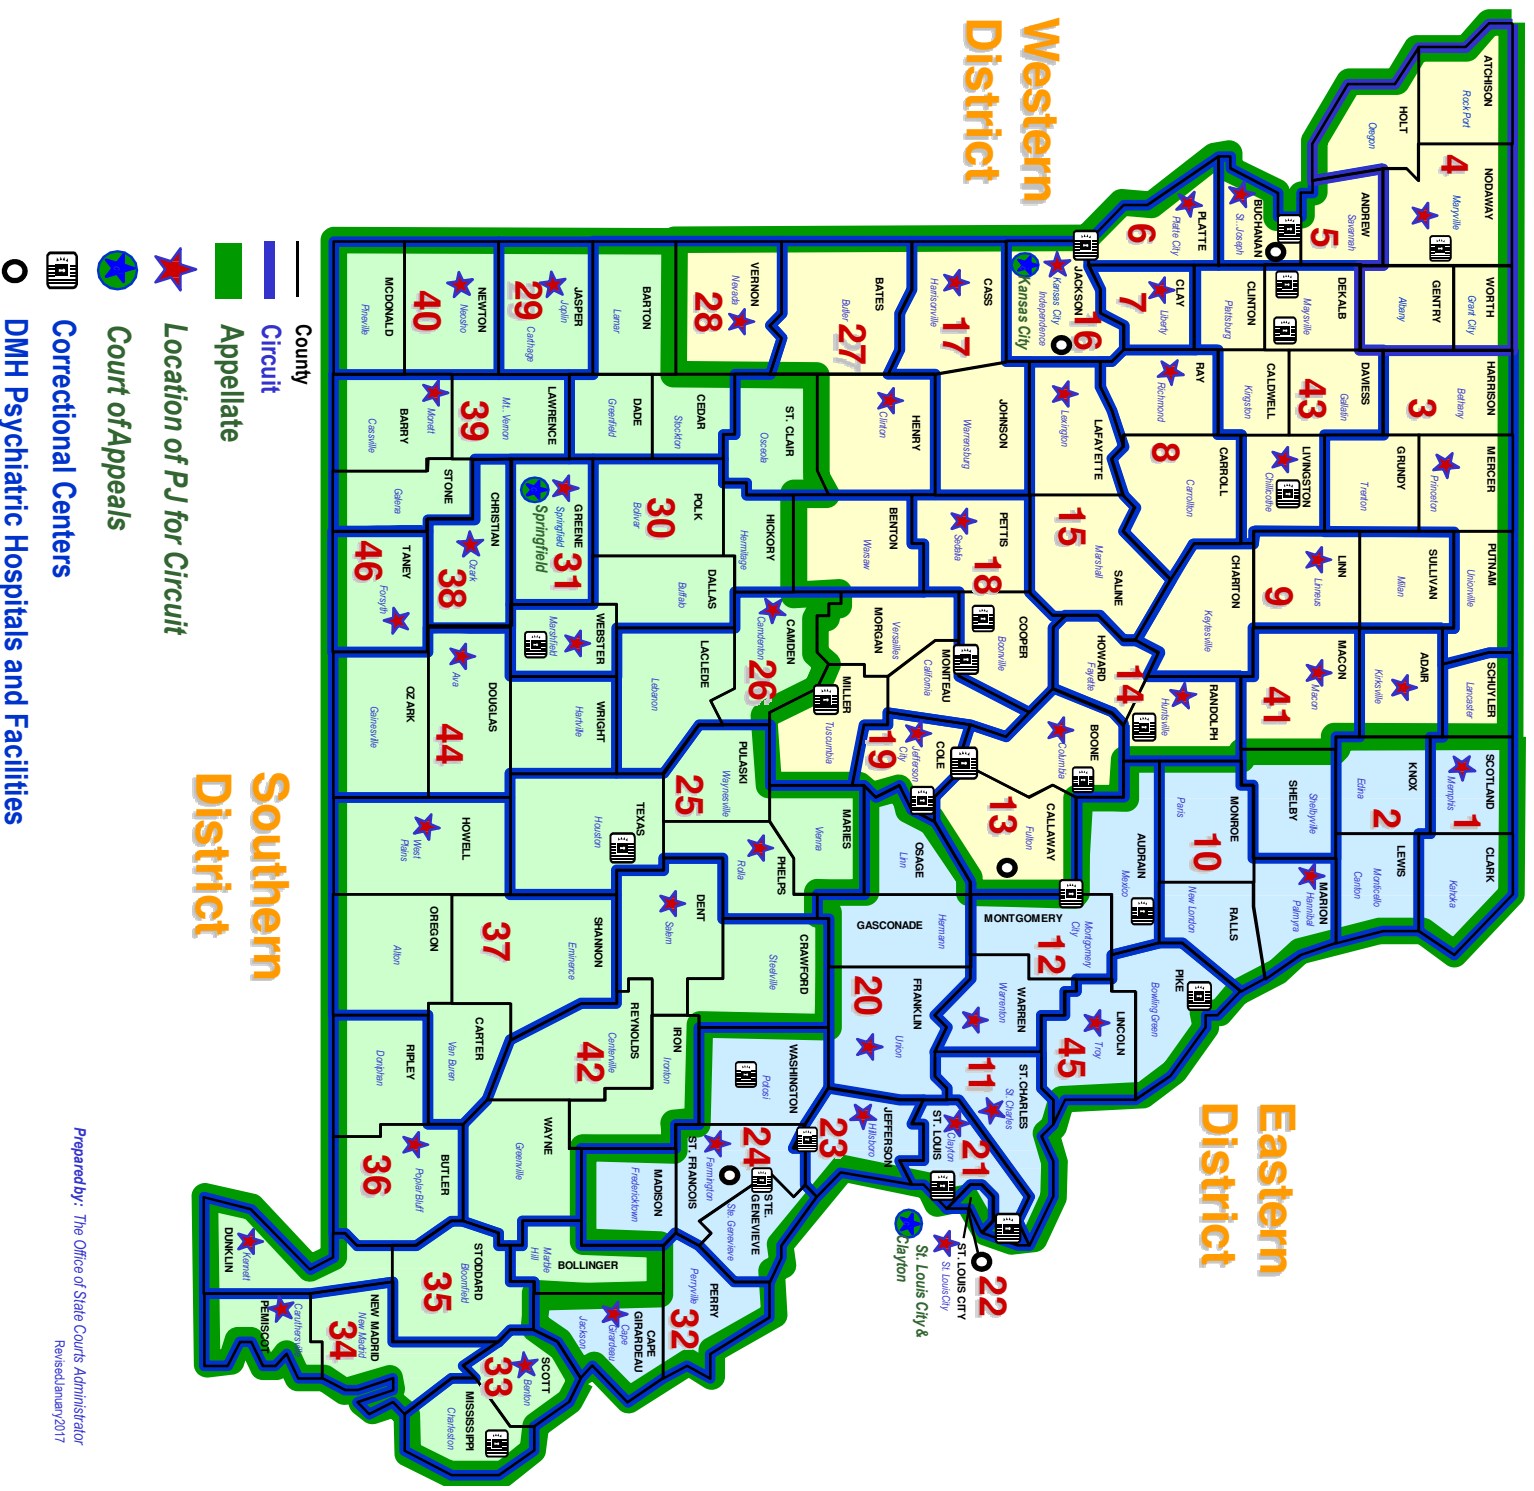 Western
District
Eastern
District
Southern
District
ATCHISON
Rock Port
HOLT
Oregon
4
NODAWAY
Maryville
ANDREW
Savannah
5
BUCHANAN
St. Joseph
PLATTE
Platte City
6
WORTH
Grant City
GENTRY
Albany
DEKALB
Maysville
CLINTON
Plattsburg
CLAY
Liberty
7
HARRISON
Bethany
3
DAVIESS
Gallatin
43
CALDWELL
Kingston
RAY
Richmond
MERCER
Princeton
GRUNDY
Trenton
LIVINGSTON
Chillicothe
CARROLL
Carrollton
8
PUTNAM
Unionville
SULLIVAN
Milan
LINN
Linneus
9
CHARITON
Keytesville
SCHUYLER
Lancaster
ADAIR
Kirksville
MACON
Macon
41
RANDOLPH
Huntsville
14
HOWARD
Fayette
SCOTLAND
Memphis
1
CLARK
Kahoka
KNOX
Edina
2
LEWIS
Monticello
Canton
SHELBY
Shelbyville
MARION
Hannibal
Palmyra
MONROE
Paris
10
RALLS
New London
AUDRAIN
Mexico
PIKE
Bowling Green
JACKSON
Kansas City
Independence
16
Kansas City
LAFAYETTE
Lexington
SALINE
Marshall
15
CASS
Harrisonville
17
JOHNSON
Warrensburg
PETTIS
Sedalia
18
COOPER
Boonville
BOONE
Columbia
CALLAWAY
Fulton
13
MONTGOMERY
Montgomery
City
12
LINCOLN
Troy
45
WARREN
Warrenton
ST. CHARLES
St. Charles
11
ST. LOUIS
Clayton
21
ST. LOUIS CITY
St. Louis City
22
St. Louis City &
Clayton
BATES
Butler
27
HENRY
Clinton
BENTON
Warsaw
MORGAN
Versailles
MONITEAU
California
COLE
Jefferson
City
19
OSAGE
Linn
GASCONADE
Hermann
FRANKLIN
Union
20
JEFFERSON
Hillsboro
23
VERNON
Nevada
28
ST. CLAIR
Osceola
HICKORY
Hermitage
CAMDEN
Camdenton
26
MILLER
Tuscumbia
MARIES
Vienna
PULASKI
Waynesville
25
PHELPS
Rolla
CRAWFORD
Steelville
WASHINGTON
Potosi
24
ST. FRANCOIS
Farmington
STE.
GENEVIEVE
Ste. Genevieve
PERRY
Perryville
32
BARTON
Lamar
CEDAR
Stockton
DADE
Greenfield
POLK
Bolivar
30
DALLAS
Buffalo
LACLEDE
Lebanon
TEXAS
Houston
DENT
Salem
IRON
Ironton
REYNOLDS
Centerville
42
MADISON
Fredericktown
BOLLINGER
Marble
Hill
CAPE
GIRARDEAU
Cape
Girardeau
Jackson
JASPER
Joplin
Carthage
29
LAWRENCE
Mt. Vernon
39
GREENE
Springfield
31
Springfield
WEBSTER
Marshfield
WRIGHT
Hartville
SHANNON
Eminence
37
WAYNE
Greenville
NEWTON
Neosho
40
CHRISTIAN
Ozark
38
DOUGLAS
Ava
44
HOWELL
West
Plains
OREGON
Alton
CARTER
Van Buren
BUTLER
Poplar Bluff
36
STODDARD
Bloomfield
35
SCOTT
Benton
33
MISSISSIPPI
Charleston
MCDONALD
Pineville
BARRY
Monett
Cassville
STONE
Galena
TANEY
Forsyth
46
OZARK
Gainesville
RIPLEY
Doniphan
NEW MADRID
New Madrid
34
DUNKLIN
Kennett
PEMISCOT
County
Circuit
Appellate
Location of PJ for Circuit
Court of Appeals
Correctional Centers
DMH Psychiatric Hospitals and Facilities
Prepared by: The Office of State Courts Administrator
Revised January 2017